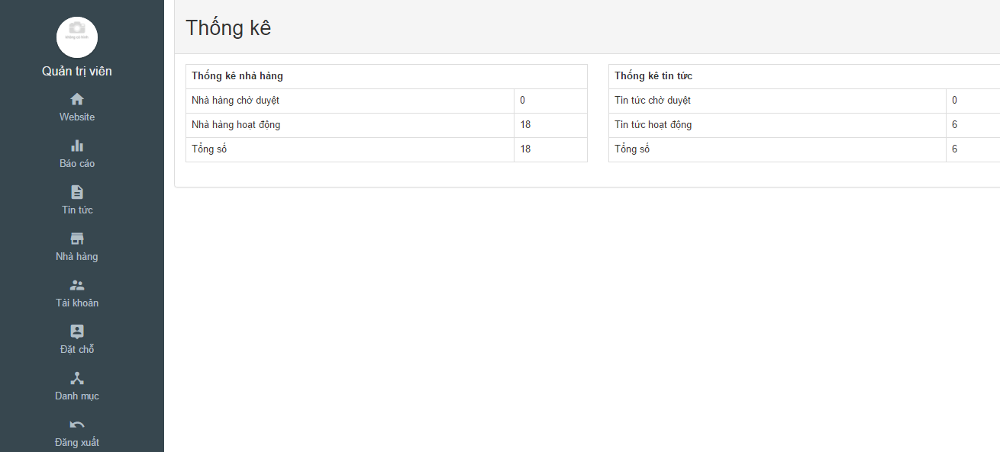 Quản trị viên
Website
Báo cáo
Tin tức
Nhà hàng
Tài khoản
Đặt chỗ
Danh mục
Đăng xuất
Thống kê
Thống kê nhà hàng
Nhà hàng chờ duyệt 0
Nhà hàng hoạt động 18
Tổng số 18
Thống kê tin tức
Tin tức chờ duyệt 0
Tin tức hoạt động 6
Tổng số 6